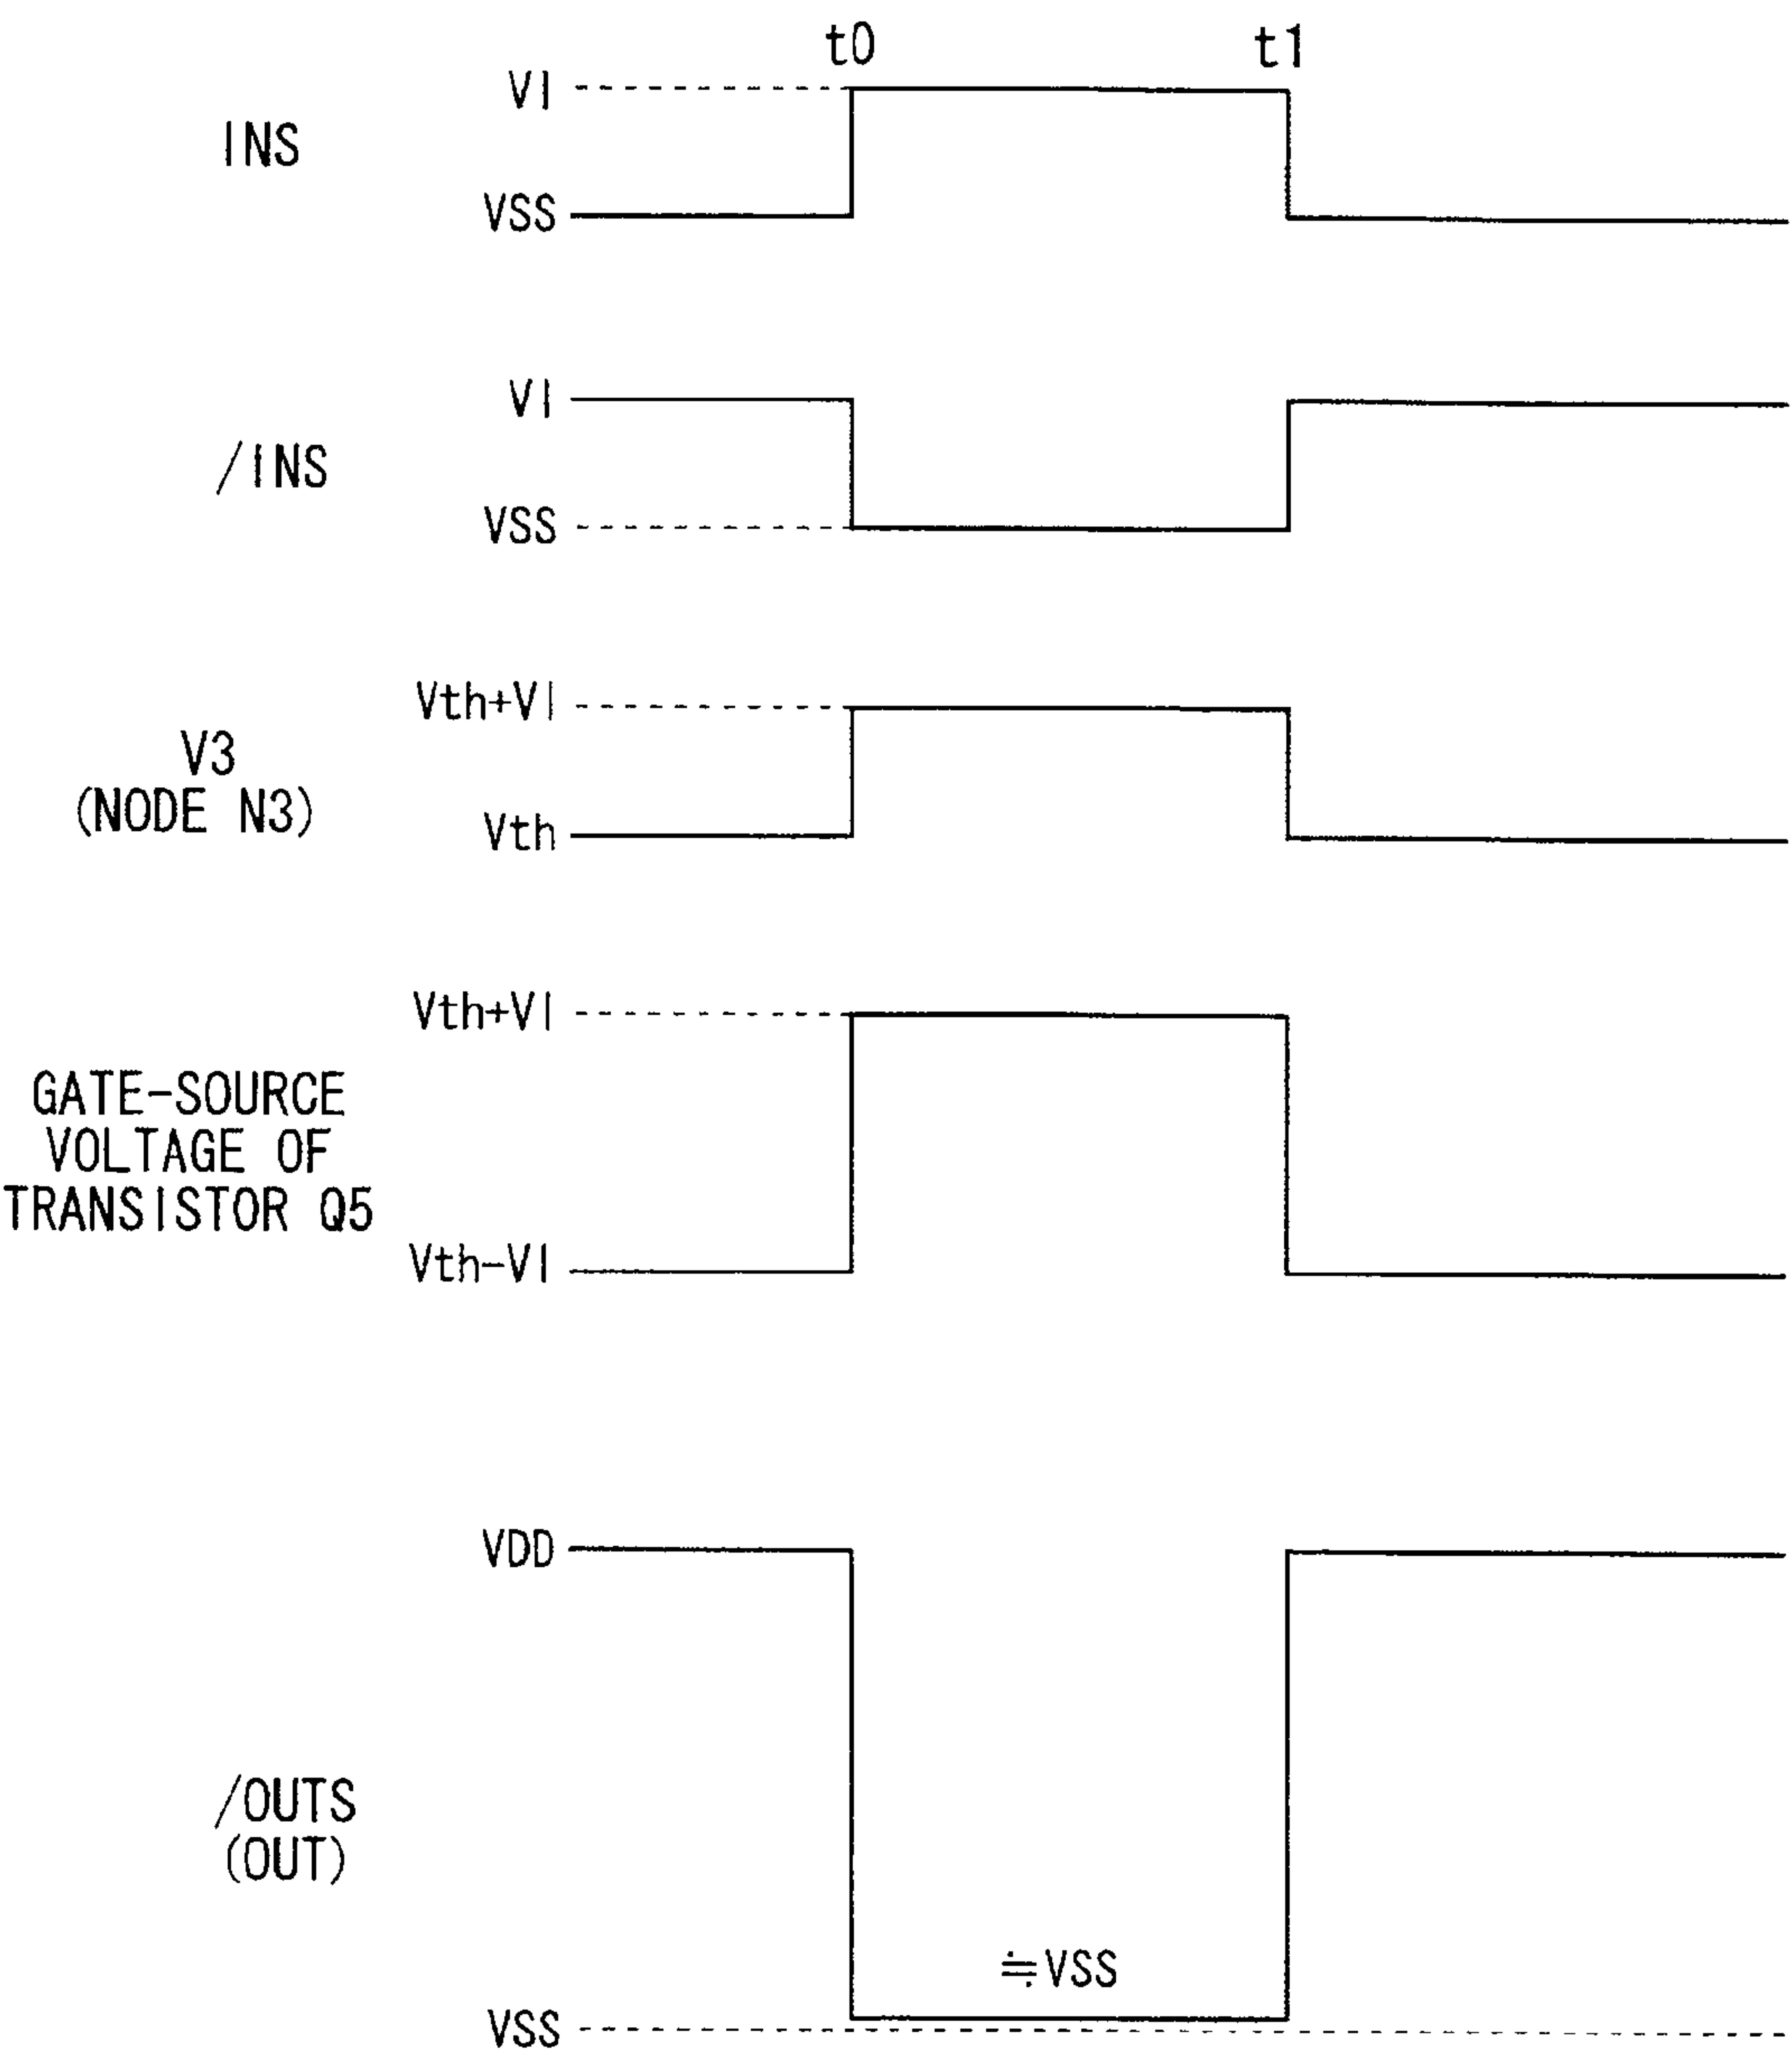 t0
t1
VI
INS
VSS
VI
/INS
VSS
Vth+VI
V3
(NODE N3)
Vth
Vth+VI
GATE-SOURCE
VOLTAGE OF
TRANSISTOR Q5
Vth-VI
VDD
/OUTS
(OUT)
≒VSS
VSS